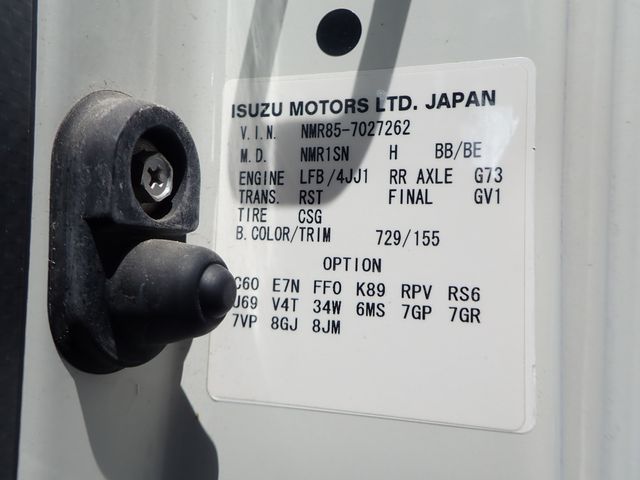 ISUZU MOTORS LTD. JAPAN
V.I.N. NMR85-7027262
M.D. NMR1SN H BB/BE
ENGINE LFB/4JJ1 RR AXLE G73
TRANS. RST FINAL GV1
TIRE CSG
B.COLOR/TRIM 729/155
OPTION
C60 E7N FF0 K89 RPV RS6
J69 V4T 34W 6MS 7GP 7GR
7VP 8GJ 8JM